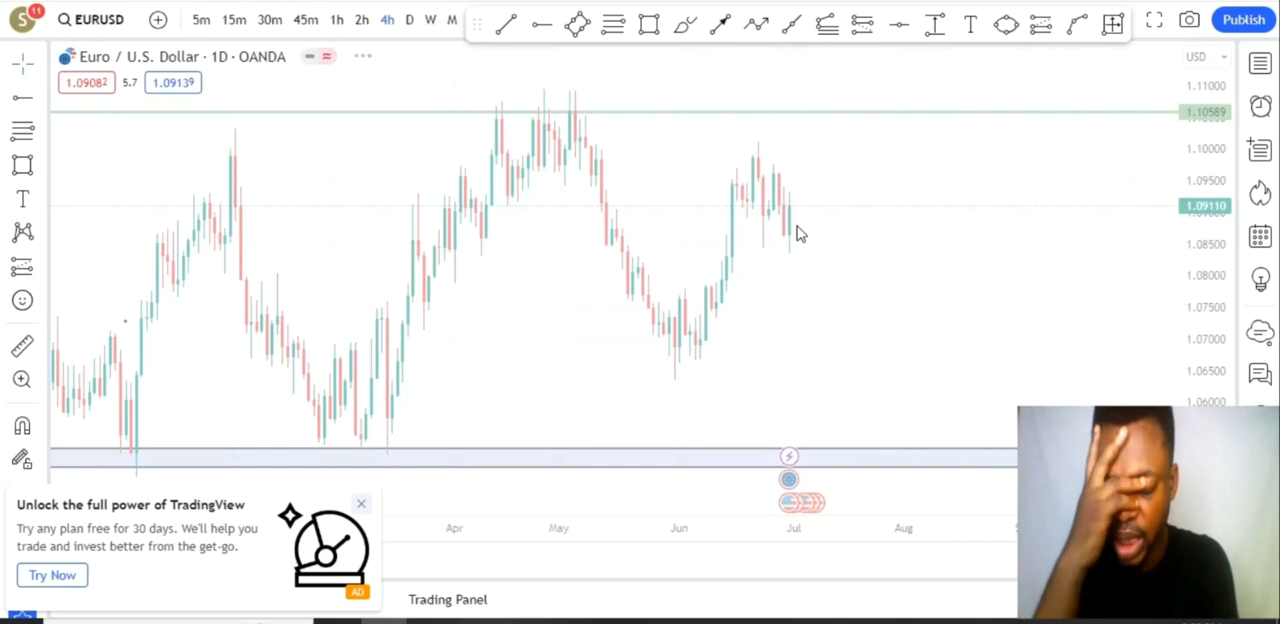 S 11 EURUSD 5m 15m 30m 45m 1h 2h 4h D W M T Publish
Euro / U.S. Dollar · 1D · OANDA
USD
1.09082 5.7 1.09139
1.11000
1.10589
1.10000
1.09500
1.09110
1.08500
1.08000
1.07500
1.07000
1.06500
1.06000
T
Unlock the full power of TradingView
Try any plan free for 30 days. We'll help you
trade and invest better from the get-go.
Try Now
AD
Apr May Jun Jul Aug
Trading Panel